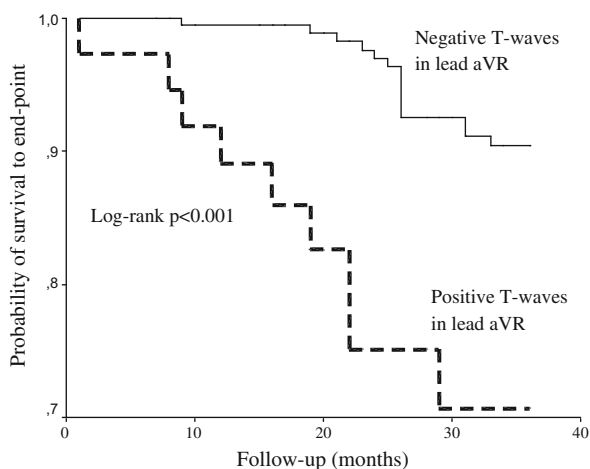 1,0
,9
,8
,7
Probability of survival to end-point
Negative T-waves
in lead aVR
Log-rank p<0.001
Positive T-waves
in lead aVR
0
10
20
30
40
Follow-up (months)